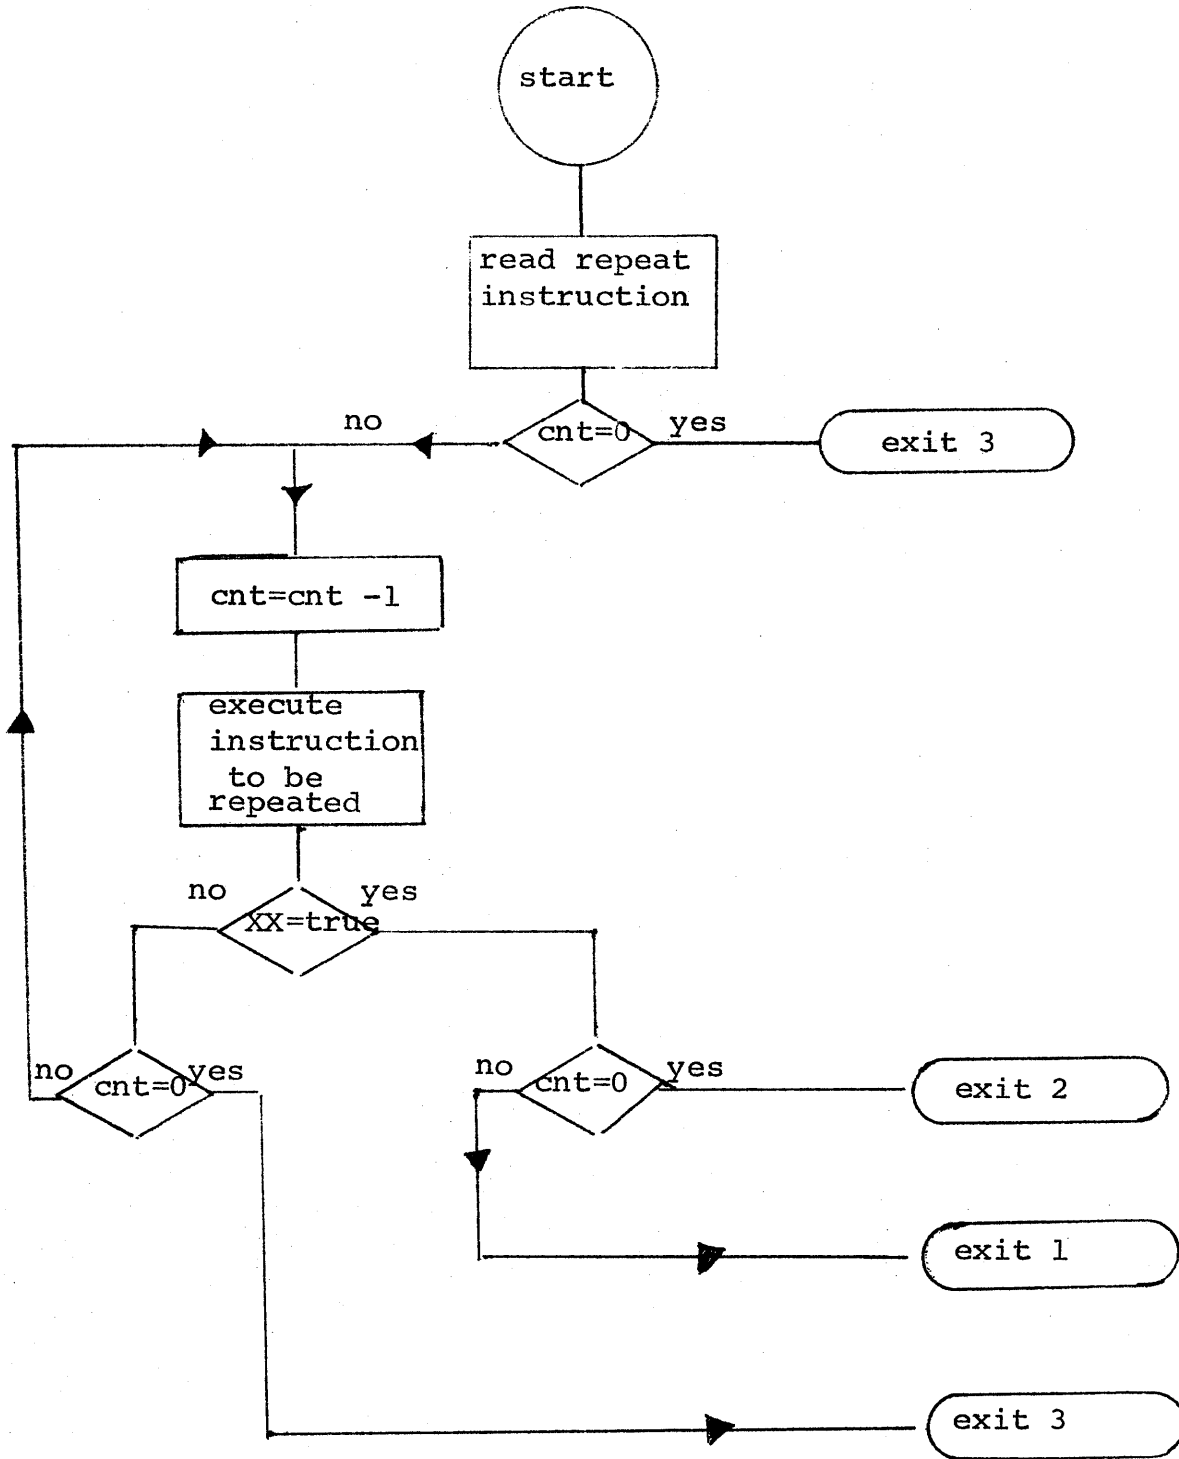 start
read repeat
instruction
no
cnt=0
yes
exit 3
cnt=cnt -1
execute
instruction
to be
repeated
no
yes
XX=true
no
cnt=0
yes
no
cnt=0
yes
exit 2
exit 1
exit 3